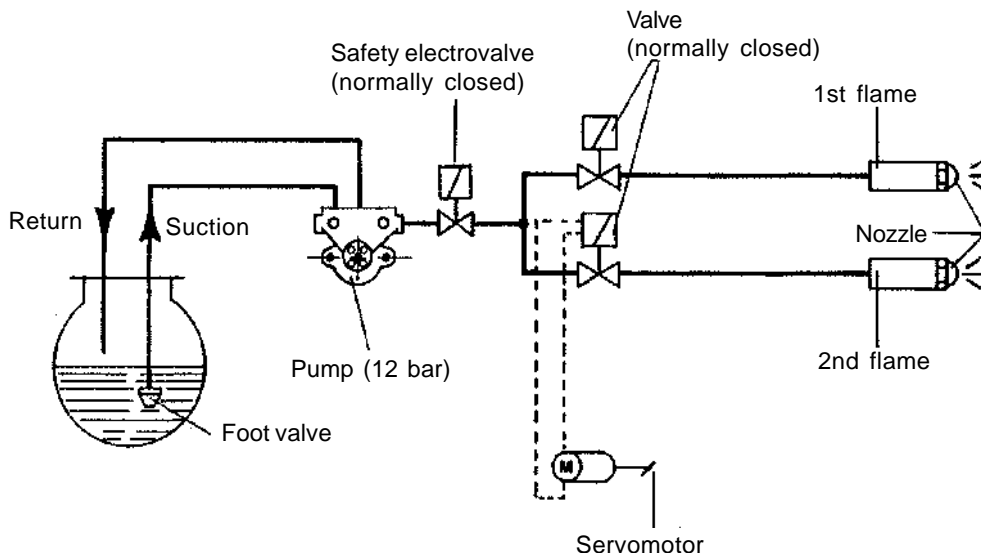 Valve
(normally closed)
Safety electrovalve
(normally closed)
1st flame
Return
Suction
Nozzle
Pump (12 bar)
2nd flame
Foot valve
M
Servomotor